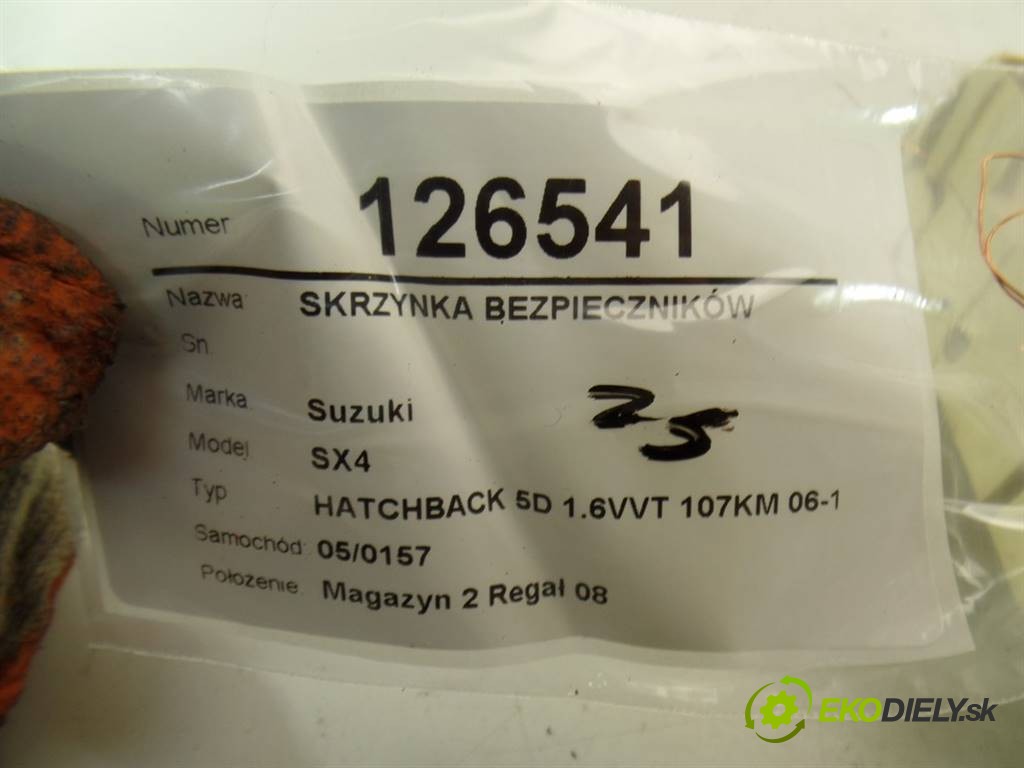 Numer 126541
Nazwa: SKRZYNKA BEZPIECZNIKÓW
Sn:
Marka: Suzuki
25
Model: SX4
Typ HATCHBACK 5D 1.6VVT 107KM 06-1
Samochód: 05/0157
Położenie: Magazyn 2 Regał 08
EKODIELY.sk